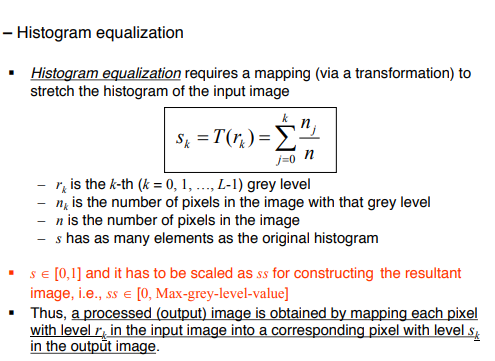 – Histogram equalization
▪ Histogram equalization requires a mapping (via a transformation) to
stretch the histogram of the input image
s_k = T(r_k) = \sum_{j=0}^{k} \frac{n_j}{n}
– r_k is the k-th (k = 0, 1, …, L-1) grey level
– n_k is the number of pixels in the image with that grey level
– n is the number of pixels in the image
– s has as many elements as the original histogram
▪ s ∈ [0,1] and it has to be scaled as ss for constructing the resultant
image, i.e., ss ∈ [0, Max-grey-level-value]
▪ Thus, a processed (output) image is obtained by mapping each pixel
with level r_k in the input image into a corresponding pixel with level s_k
in the output image.